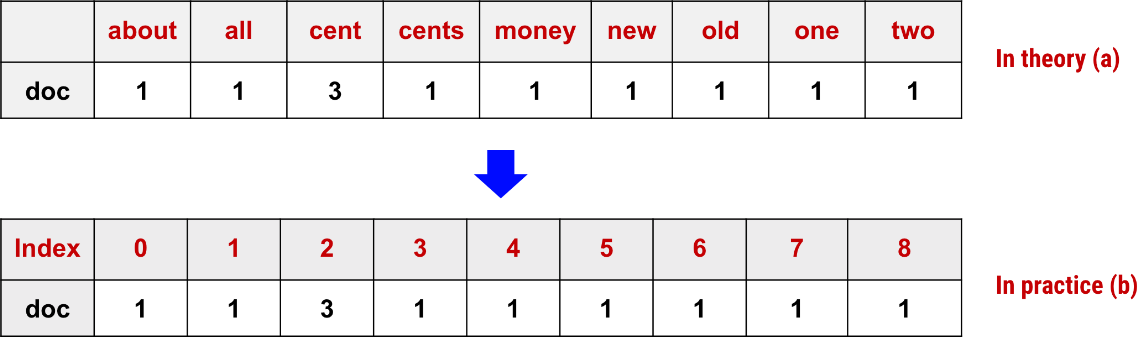 about all cent cents money new old one two
In theory (a)
doc 1 1 3 1 1 1 1 1 1
Index 0 1 2 3 4 5 6 7 8
In practice (b)
doc 1 1 3 1 1 1 1 1 1